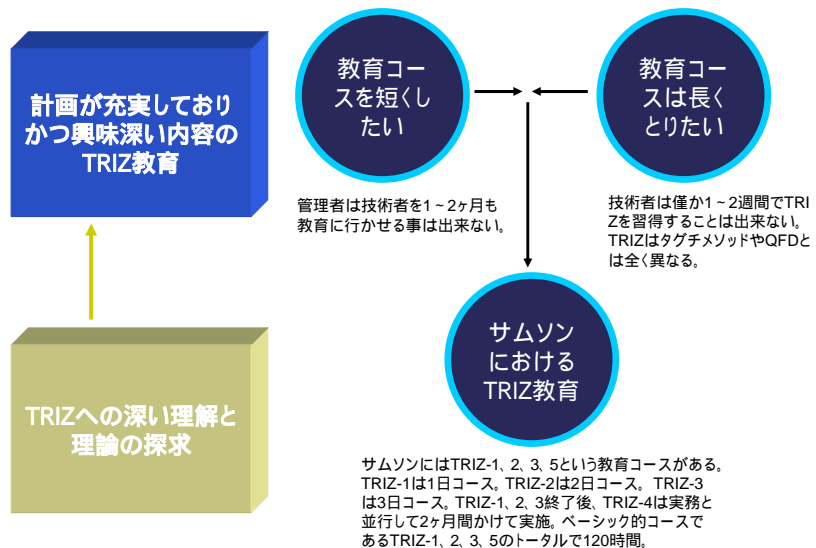 計画が充実しており
かつ興味深い内容の
TRIZ教育
TRIZへの深い理解と
理論の探求
教育コー
スを短くし
たい
教育コー
スは長く
とりたい
管理者は技術者を1~2ヶ月も
教育に行かせる事は出来ない。
技術者は僅か1~2週間でTRI
Zを習得することは出来ない。
TRIZはタグチメソッドやQFDと
は全く異なる。
サムソン
における
TRIZ教育
サムソンにはTRIZ-1、2、3、5という教育コースがある。
TRIZ-1は1日コース。TRIZ-2は2日コース。 TRIZ-3
は3日コース。TRIZ-1、2、3終了後、TRIZ-4は実務と
並行して2ヶ月間かけて実施。ベーシック的コースで
あるTRIZ-1、2、3、5のトータルで120時間。